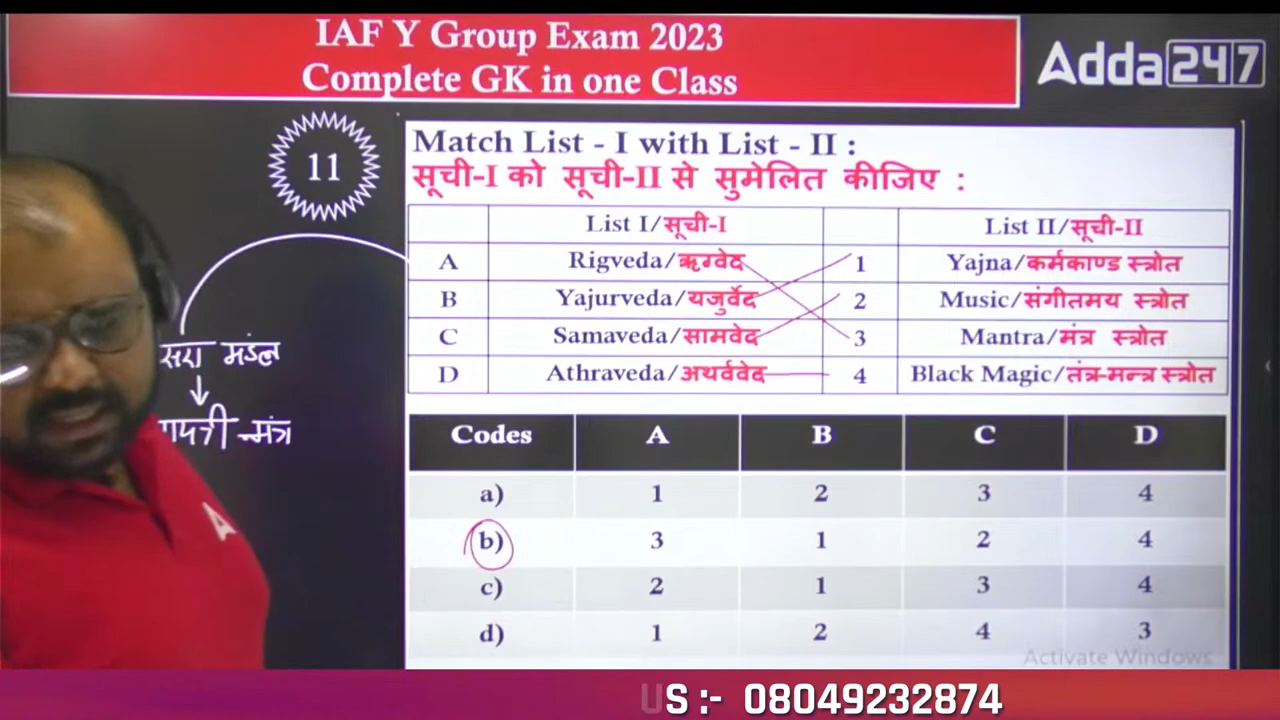 IAF Y Group Exam 2023
Complete GK in one Class
Adda247
11
Match List - I with List - II :
सूची-I को सूची-II से सुमेलित कीजिए :
List I/सूची-I List II/सूची-II
A Rigveda/ऋग्वेद 1 Yajna/कर्मकाण्ड स्त्रोत
B Yajurveda/यजुर्वेद 2 Music/संगीतमय स्त्रोत
C Samaveda/सामवेद 3 Mantra/मंत्र स्त्रोत
D Athraveda/अथर्ववेद 4 Black Magic/तंत्र-मन्त्र स्त्रोत
मंडल
मंत्र
Codes A B C D
a) 1 2 3 4
b) 3 1 2 4
c) 2 1 3 4
d) 1 2 4 3
Activate Windows
US :- 08049232874